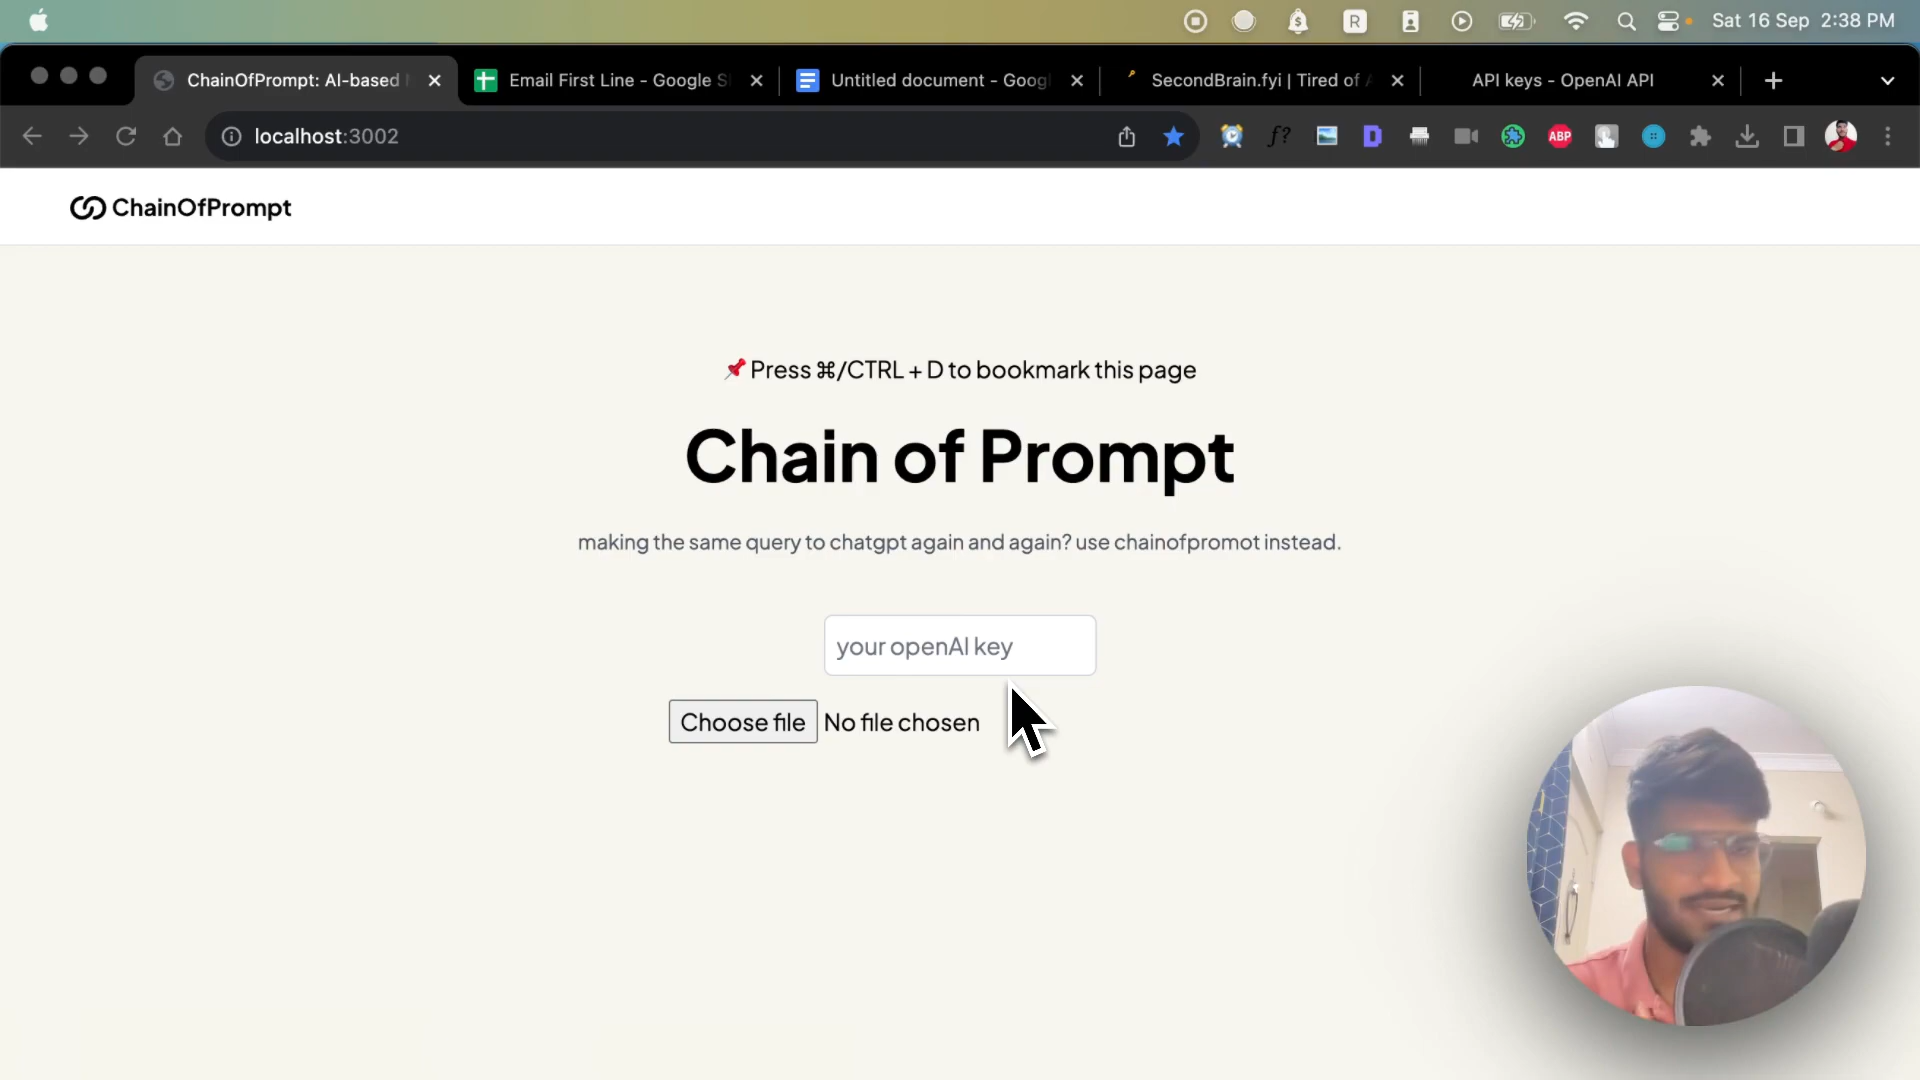 Sat 16 Sep 2:38 PM
ChainOfPrompt: AI-based
Email First Line - Google S
Untitled document - Goog
SecondBrain.fyi | Tired of A
API keys - OpenAI API
localhost:3002
ABP
ChainOfPrompt
Press ⌘/CTRL + D to bookmark this page
Chain of Prompt
making the same query to chatgpt again and again? use chainofpromot instead.
your openAI key
Choose file No file chosen